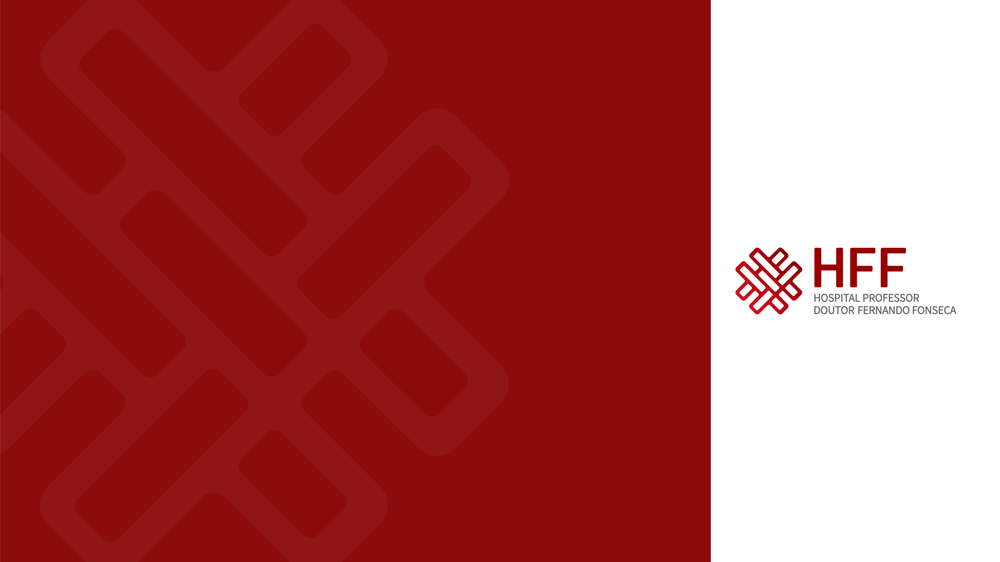 HFF
HOSPITAL PROFESSOR
DOUTOR FERNANDO FONSECA